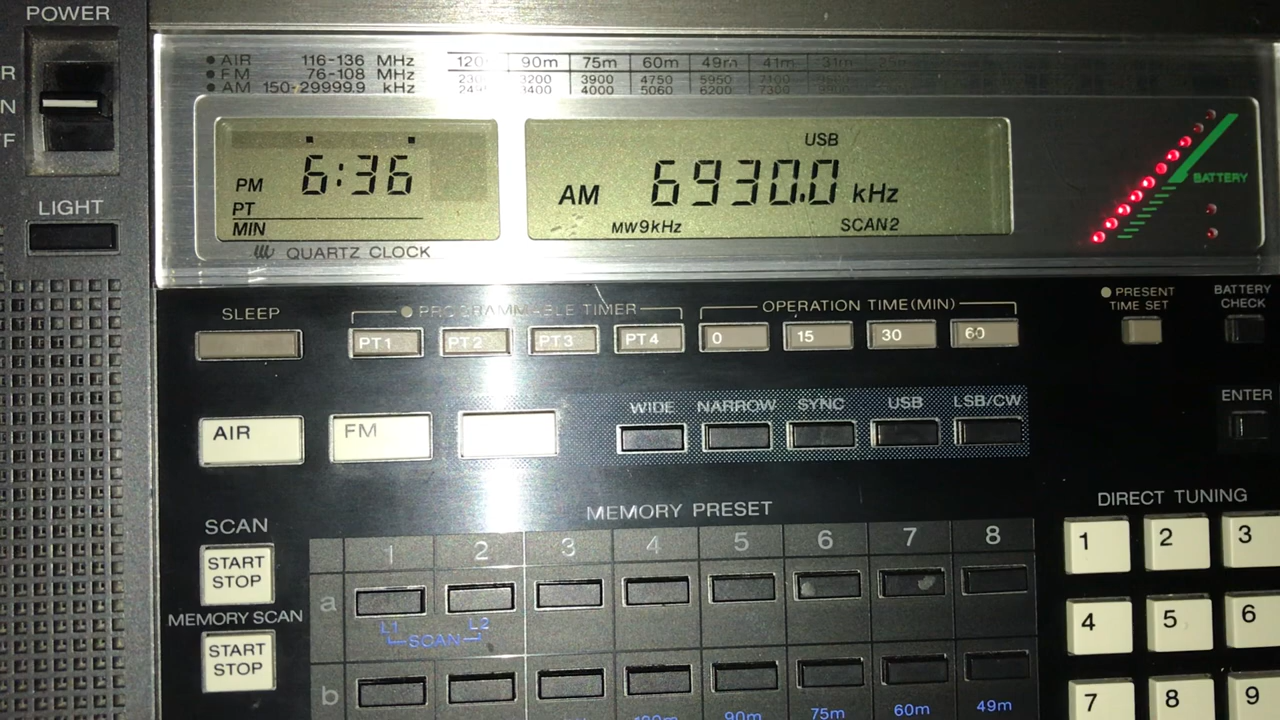 POWER
R
N
F
LIGHT
AIR 116-136 MHz
FM 76-108 MHz
AM 150-29999.9 kHz
90m 75m 60m 49m 41m 31m
3200 3900 4750 5950 7100
3400 4000 5060 6200 7300
PM 6:36
PT
MIN
QUARTZ CLOCK
USB
AM 6930.0 kHz
MW9kHz SCAN2
BATTERY
SLEEP
PROGRAMMABLE TIMER
OPERATION TIME(MIN)
PT1 PT2 PT3 PT4 0 15 30 60
PRESENT
TIME SET
BATTERY
CHECK
AIR FM
WIDE NARROW SYNC USB LSB/CW
ENTER
SCAN
START
STOP
MEMORY SCAN
START
STOP
MEMORY PRESET
1 2 3 4 5 6 7 8
a
L1 SCAN L2
b
120m 90m 75m 60m 49m
DIRECT TUNING
1 2 3
4 5 6
7 8 9